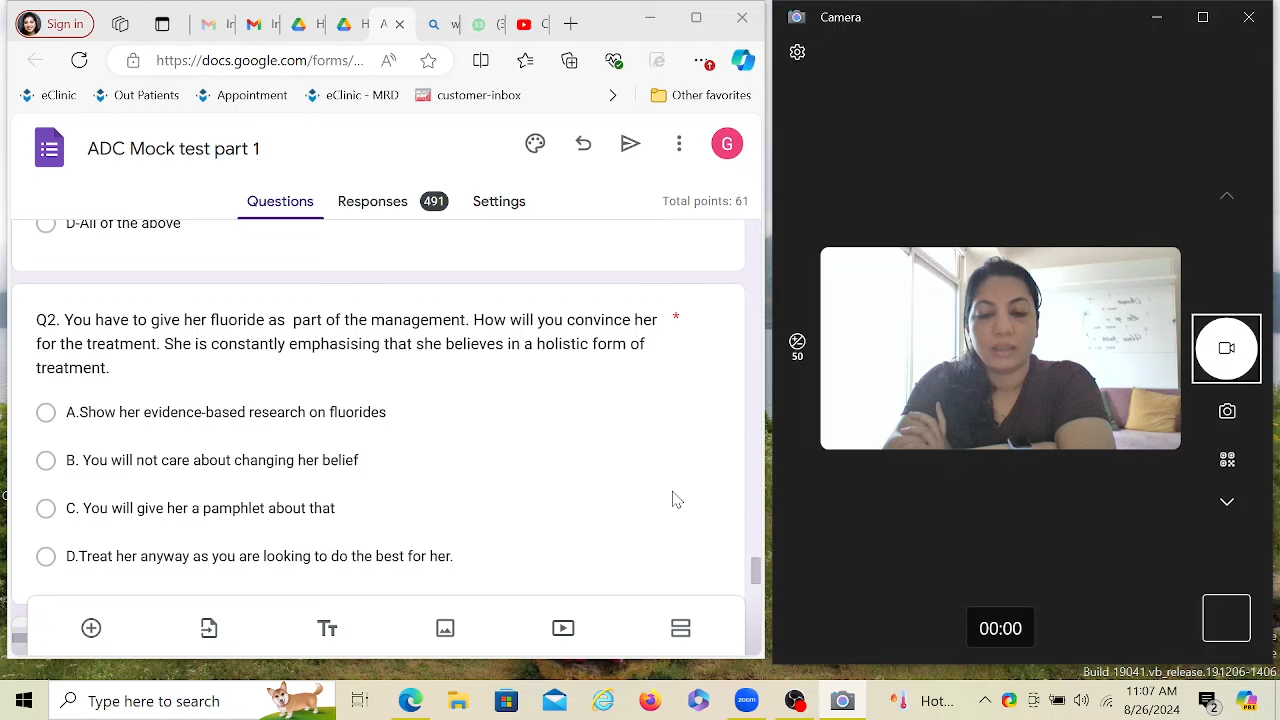 Sign in
https://docs.google.com/forms/...
eClinic
Out Patients
Appointment
eClinic - MRD
customer-inbox
Other favorites
ADC Mock test part 1
G
Questions
Responses
491
Settings
Total points: 61
D-All of the above
Q2. You have to give her fluoride as part of the management. How will you convince her *
for the treatment. She is constantly emphasising that she believes in a holistic form of
treatment.
A.Show her evidence-based research on fluorides
You will not care about changing her belief
C. You will give her a pamphlet about that
D.Treat her anyway as you are looking to do the best for her.
Camera
50
00:00
Build 19041.vb_release.191206-1406
Type here to search
zoom
Hot...
11:07 AM
8/26/2024
2
PRE